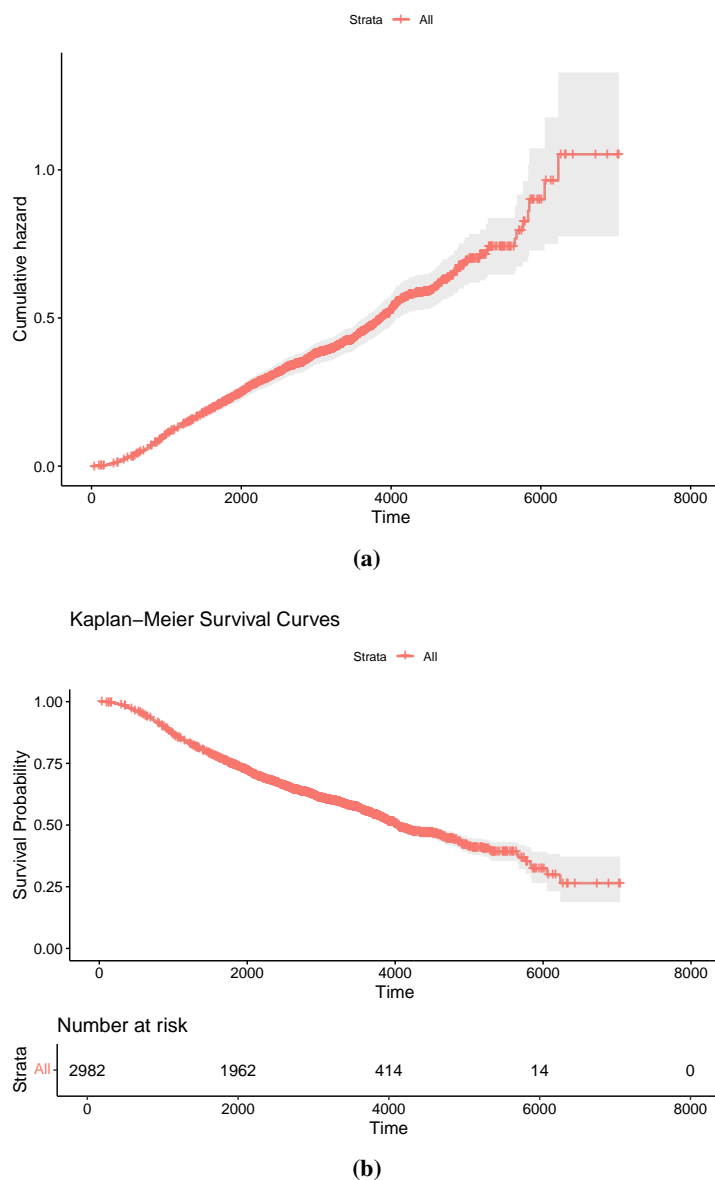 Strata All
Cumulative hazard
1.0
0.5
0.0
0 2000 4000 6000 8000
Time
(a)
Kaplan−Meier Survival Curves
Strata All
Survival Probability
1.00
0.75
0.50
0.25
0.00
0 2000 4000 6000 8000
Time
Number at risk
Strata
All 2982 1962 414 14 0
0 2000 4000 6000 8000
Time
(b)